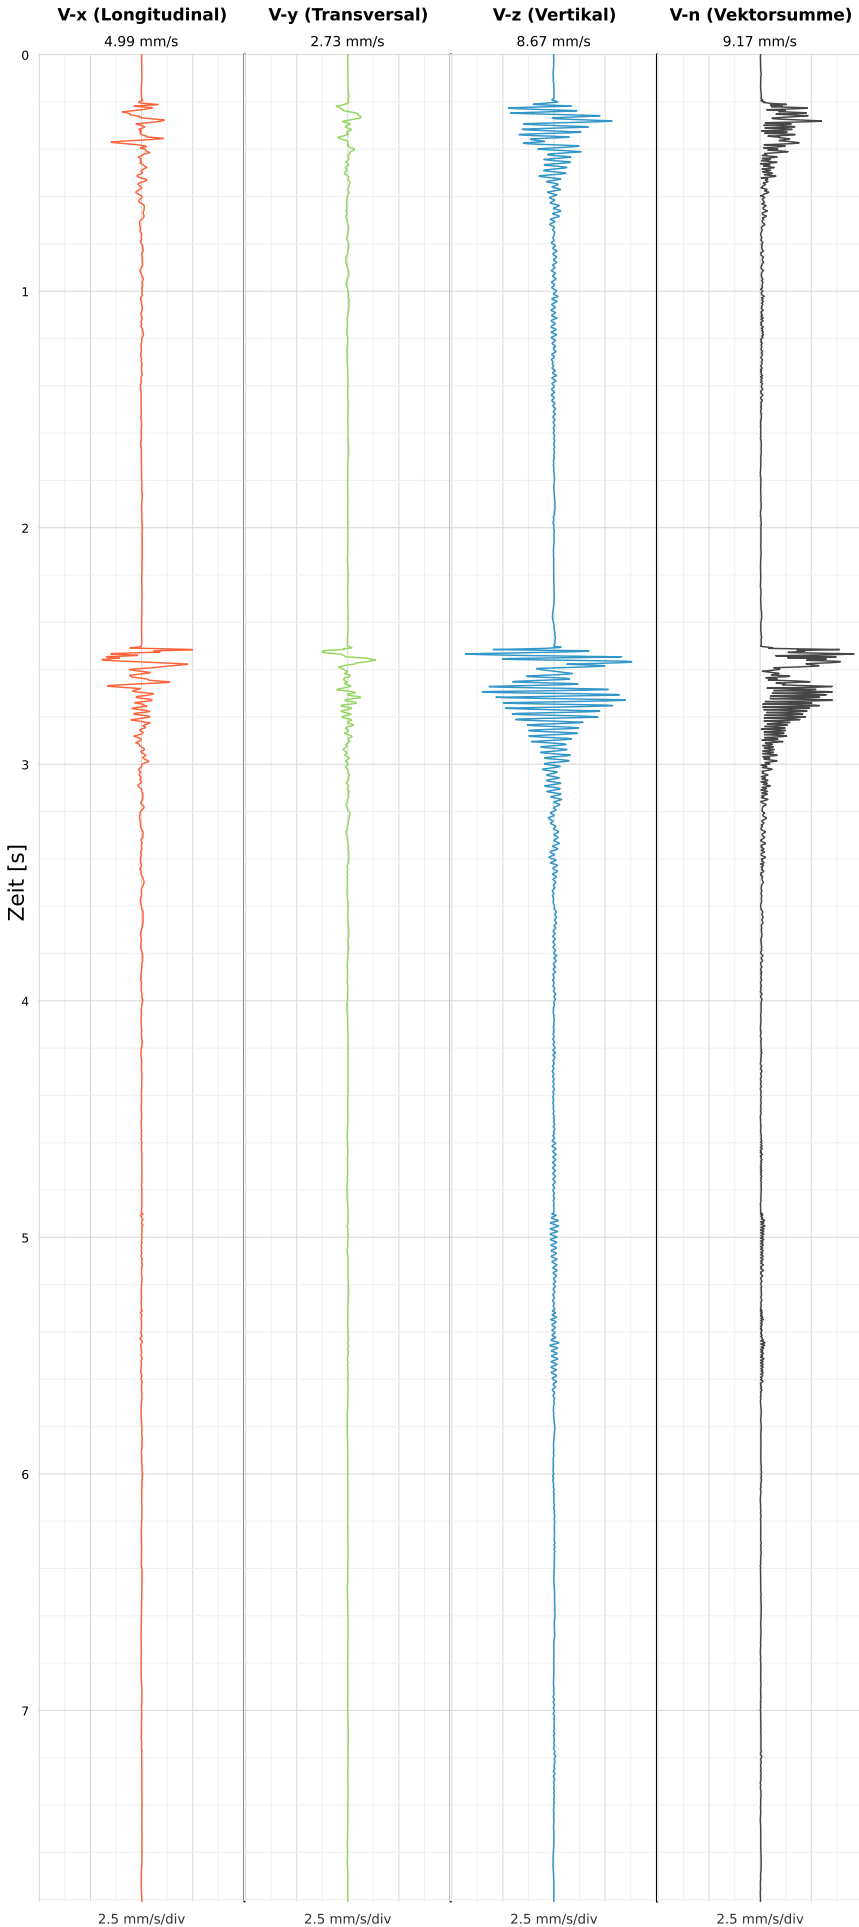 V-x (Longitudinal) V-y (Transversal) V-z (Vertikal) V-n (Vektorsumme)
4.99 mm/s 2.73 mm/s 8.67 mm/s 9.17 mm/s
0
1
2
3
Zeit [s]
4
5
6
7
2.5 mm/s/div 2.5 mm/s/div 2.5 mm/s/div 2.5 mm/s/div